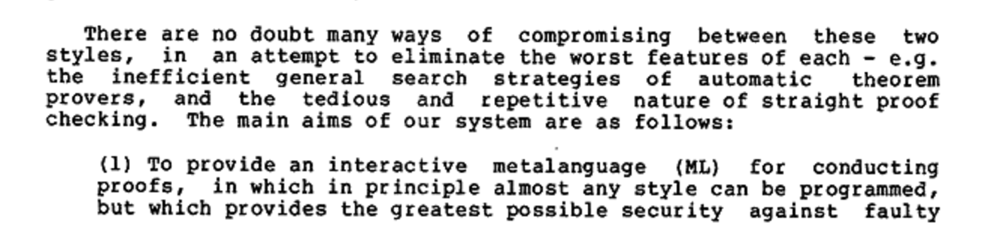 There are no doubt many ways of compromising between these two
styles, in an attempt to eliminate the worst features of each - e.g.
the inefficient general search strategies of automatic theorem
provers, and the tedious and repetitive nature of straight proof
checking. The main aims of our system are as follows:
(1) To provide an interactive metalanguage (ML) for conducting
proofs, in which in principle almost any style can be programmed,
but which provides the greatest possible security against faulty